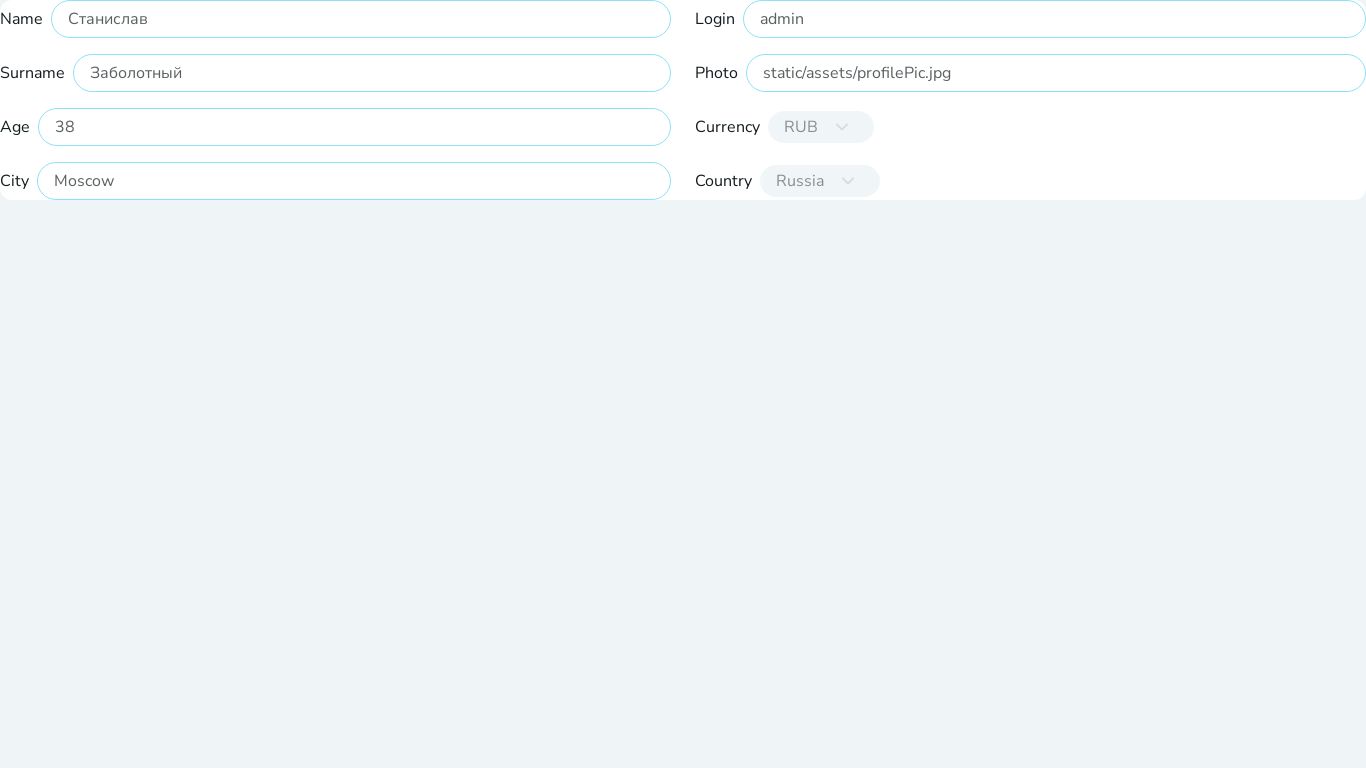 Name Станислав
Surname Заболотный
Age 38
City Moscow
Login admin
Photo static/assets/profilePic.jpg
Currency RUB
Country Russia